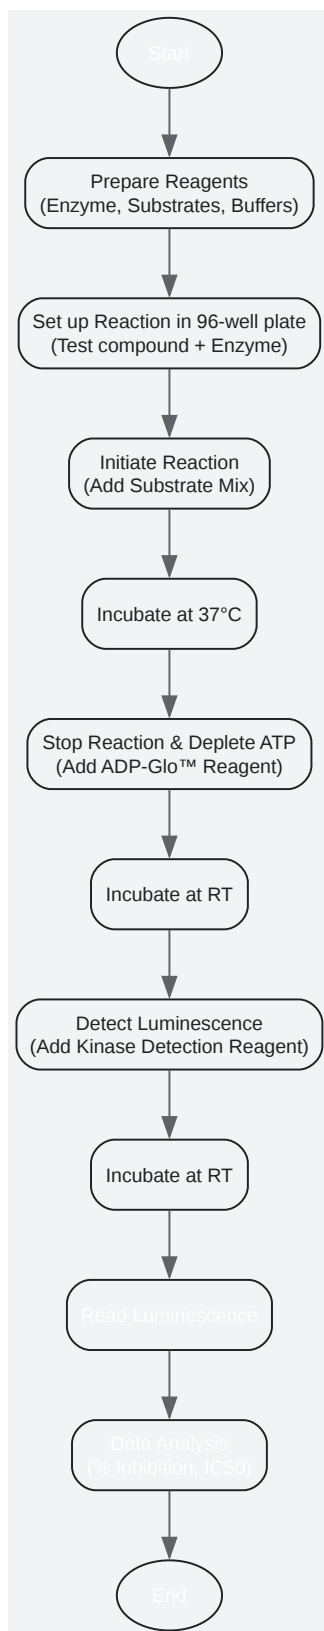 Start
Prepare Reagents
(Enzyme, Substrates, Buffers)
Set up Reaction in 96-well plate
(Test compound + Enzyme)
Initiate Reaction
(Add Substrate Mix)
Incubate at 37°C
Stop Reaction & Deplete ATP
(Add ADP-Glo™ Reagent)
Incubate at RT
Detect Luminescence
(Add Kinase Detection Reagent)
Incubate at RT
Read Luminescence
Data Analysis
(% Inhibition, IC50)
End